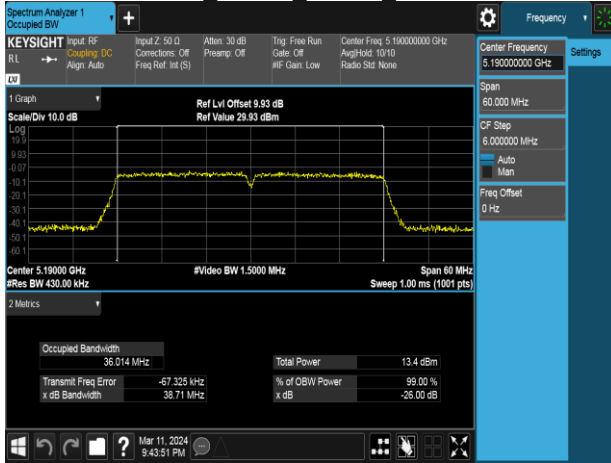 Spectrum Analyzer 1
Occupied BW
+
Frequency
KEYSIGHT
RL
LXI
Input: RF
Coupling: DC
Align: Auto
Input Z: 50 Ω
Corrections: Off
Freq Ref: Int (S)
Atten: 30 dB
Preamp: Off
Trig: Free Run
Gate: Off
#IF Gain: Low
Center Freq: 5.190000000 GHz
Avg|Hold: 10/10
Radio Std: None
Center Frequency
5.190000000 GHz
Settings
Span
60.000 MHz
CF Step
6.000000 MHz
Auto
Man
Freq Offset
0 Hz
1 Graph
Scale/Div 10.0 dB
Ref Lvl Offset 9.93 dB
Ref Value 29.93 dBm
Log
19.9
9.93
-0.07
-10.1
-20.1
-30.1
-40.1
-50.1
-60.1
Center 5.19000 GHz
#Res BW 430.00 kHz
#Video BW 1.5000 MHz
Span 60 MHz
Sweep 1.00 ms (1001 pts)
2 Metrics
Occupied Bandwidth
36.014 MHz
Total Power 13.4 dBm
Transmit Freq Error -67.325 kHz
% of OBW Power 99.00 %
x dB Bandwidth 38.71 MHz
x dB -26.00 dB
?
Mar 11, 2024
9:43:51 PM